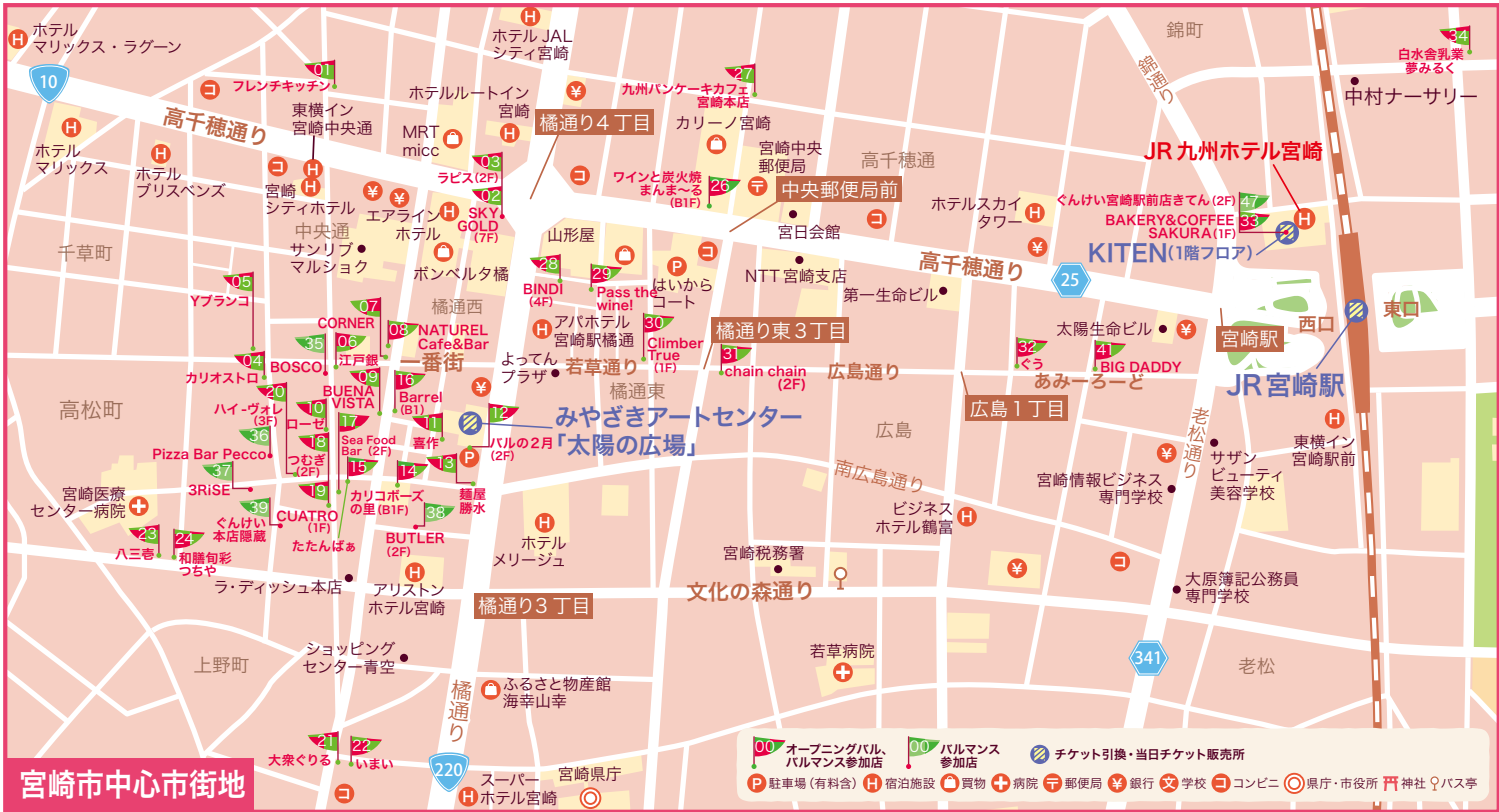 ホテル
マリックス・ラグーン
10
ホテル
マリックス
高千穂通り
ホテル
ブリスベンズ
01
フレンチキッチン
東横イン
宮崎中央通
宮崎
シティホテル
中央通
サンリブ
マルショク
千草町
ホテル JAL
シティ宮崎
ホテルルートイン
宮崎
MRT
micc
橘通り4丁目
03
ラピス(2F)
02
SKY
GOLD
(7F)
エアライン
ホテル
ボンベルタ橘
橘通西
27
九州パンケーキカフェ
宮崎本店
カリーノ宮崎
宮崎中央
郵便局
ワインと炭火焼
まんま〜る
(B1F)
26
中央郵便局前
高千穂通
宮日会館
NTT宮崎支店
山形屋
28
BINDI
(4F)
29
Pass the
wine!
はいから
コート
アパホテル
宮崎駅橘通
30
Climber
True
(1F)
橘通り東3丁目
31
chain chain
(2F)
よってん
プラザ
若草通り
橘通東
広島通り
高千穂通り
25
第一生命ビル
ホテルスカイ
タワー
錦町
錦通り
34
白水舎乳業
夢みるく
中村ナーサリー
JR九州ホテル宮崎
ぐんけい宮崎駅前店きてん(2F)
47
BAKERY&COFFEE
SAKURA(1F)
33
KITEN(1階フロア)
太陽生命ビル
宮崎駅
西口
東口
JR宮崎駅
東横イン
宮崎駅前
32
ぐう
41
BIG DADDY
あみーろーど
広島1丁目
広島
南広島通り
老松通り
サザン
ビューティ
美容学校
宮崎情報ビジネス
専門学校
ビジネス
ホテル鶴富
大原簿記公務員
専門学校
341
老松
05
Yブランコ
04
カリオストロ
07
CORNER
08
NATUREL
Cafe&Bar
一番街
35
BOSCO
06
江戸銀
09
BUENA
VISTA
16
Barrel
(B1)
20
ハイ-ヴォレ
(3F)
10
ローゼ
17
Sea Food
Bar (2F)
11
喜作
12
バルの2月
(2F)
みやざきアートセンター
「太陽の広場」
高松町
36
Pizza Bar Pecco
18
つむぎ
(2F)
15
たたんばぁ
14
カリコボーズ
の里(B1F)
13
麺屋
勝水
37
3RiSE
19
CUATRO
(1F)
39
ぐんけい
本店隠蔵
38
BUTLER
(2F)
宮崎医療
センター病院
23
八三壱
24
和膳旬彩
つちや
ラ・ディッシュ本店
アリストン
ホテル宮崎
ホテル
メリージュ
橘通り3丁目
宮崎税務署
文化の森通り
若草病院
上野町
ショッピング
センター青空
橘通り
ふるさと物産館
海幸山幸
21
大衆ぐりる
22
いまい
220
スーパー
ホテル宮崎
宮崎県庁
宮崎市中心市街地
00
オープニングバル、
バルマンス参加店
00
バルマンス
参加店
チケット引換・当日チケット販売所
P 駐車場(有料含) H 宿泊施設 買物 病院 〒 郵便局 ¥ 銀行 文 学校 コ コンビニ 県庁・市役所 神社 バス亭